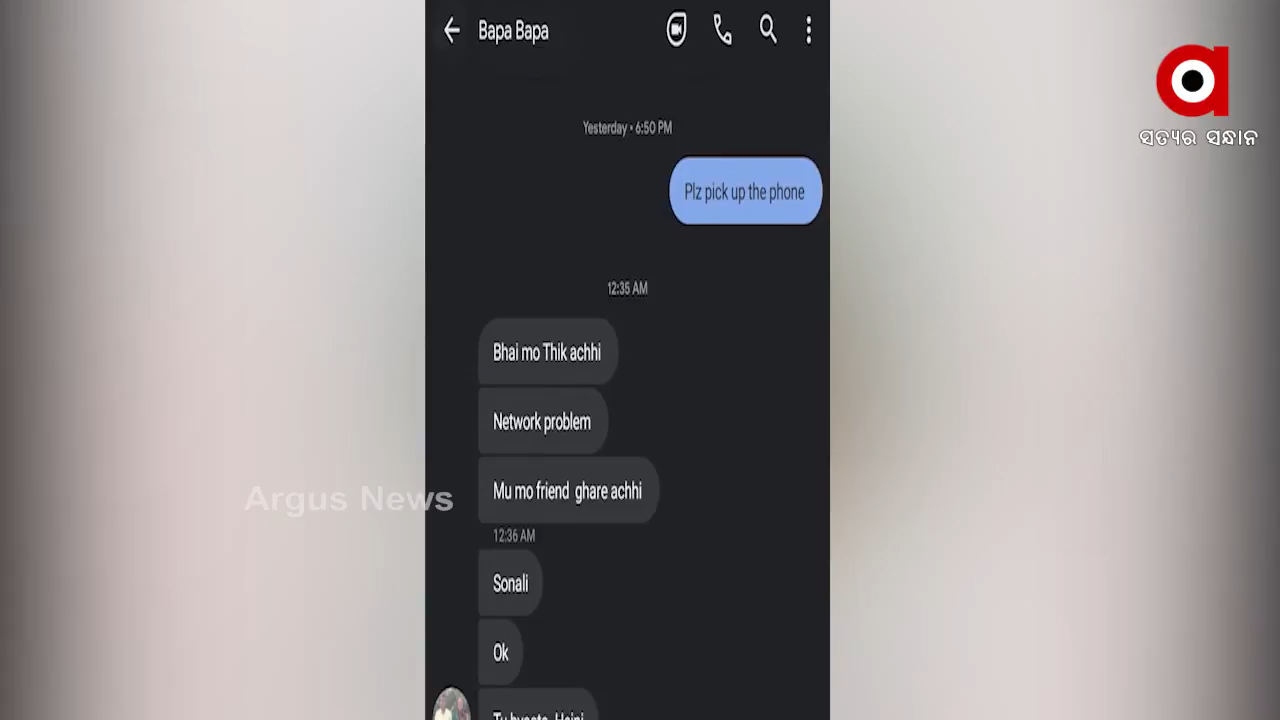 Bapa Bapa
ସତ୍ୟର ସନ୍ଧାନ
Yesterday • 6:50 PM
Plz pick up the phone
12:35 AM
Bhai mo Thik achhi
Network problem
Mu mo friend ghare achhi
Argus News
12:36 AM
Sonali
Ok